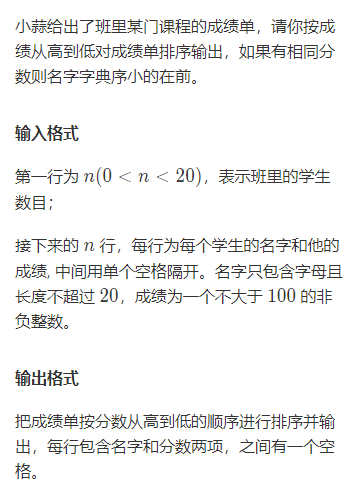 小蒜给出了班里某门课程的成绩单，请你按成
绩从高到低对成绩单排序输出，如果有相同分
数则名字字典序小的在前。
输入格式
第一行为 n(0 < n < 20)，表示班里的学生
数目；
接下来的 n 行，每行为每个学生的名字和他的
成绩, 中间用单个空格隔开。名字只包含字母且
长度不超过 20，成绩为一个不大于 100 的非
负整数。
输出格式
把成绩单按分数从高到低的顺序进行排序并输
出，每行包含名字和分数两项，之间有一个空
格。